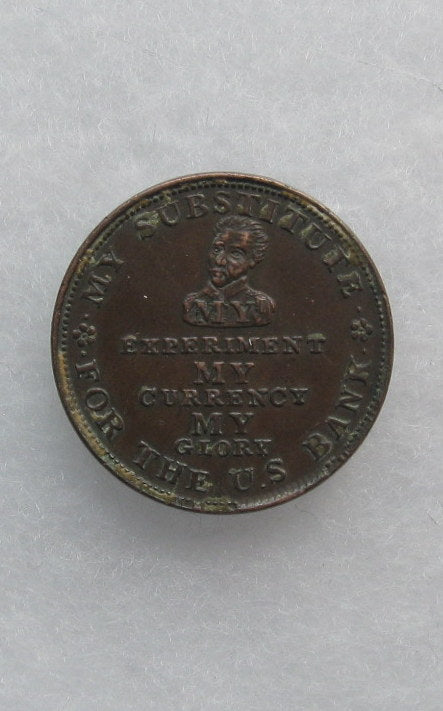 MY SUBSTITUTE
FOR THE U.S BANK
MY
EXPERIMENT
MY
CURRENCY
MY
GLORY